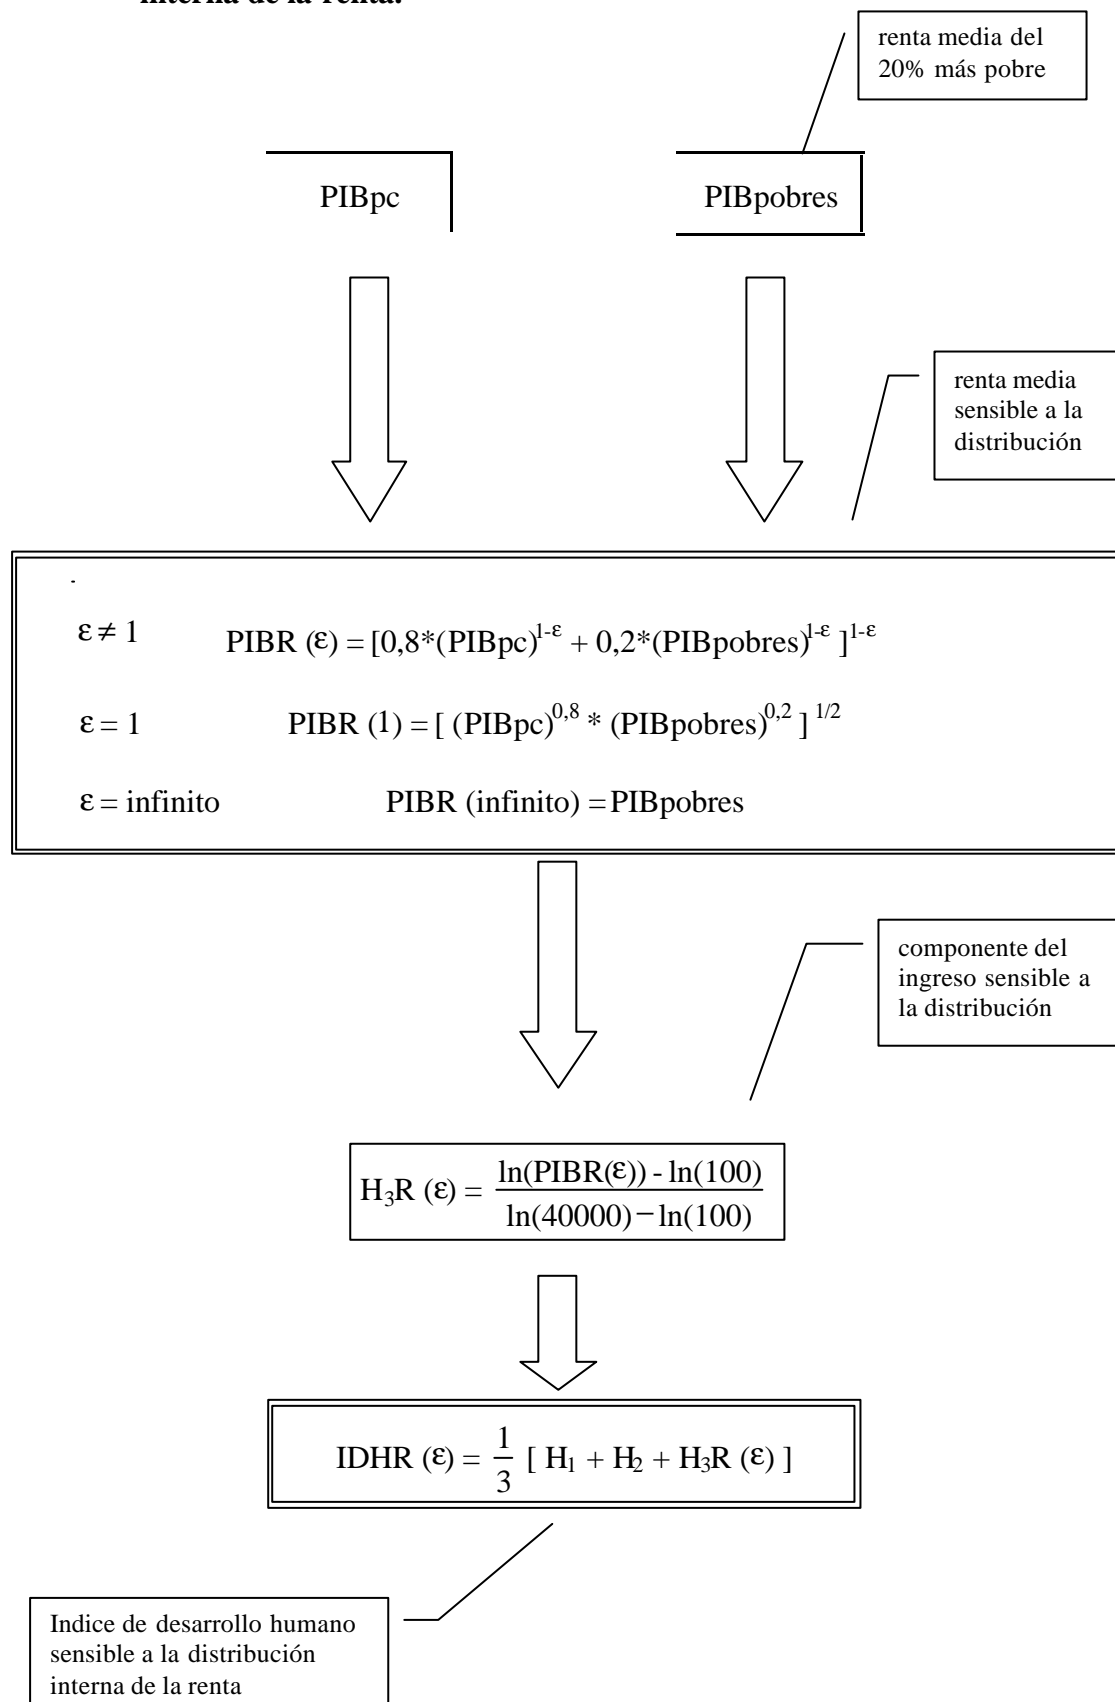 interna de la renta.
renta media del
20% más pobre
PIBpc
PIBpobres
renta media
sensible a la
distribución
ε ≠ 1 PIBR (ε) = [0,8*(PIBpc)^1-ε + 0,2*(PIBpobres)^1-ε ]^1-ε
ε = 1 PIBR (1) = [ (PIBpc)^0,8 * (PIBpobres)^0,2 ]^1/2
ε = infinito PIBR (infinito) = PIBpobres
componente del
ingreso sensible a
la distribución
H₃R (ε) = ln(PIBR(ε)) - ln(100)
ln(40000) − ln(100)
IDHR (ε) = 1/3 [ H₁ + H₂ + H₃R (ε) ]
Indice de desarrollo humano
sensible a la distribución
interna de la renta